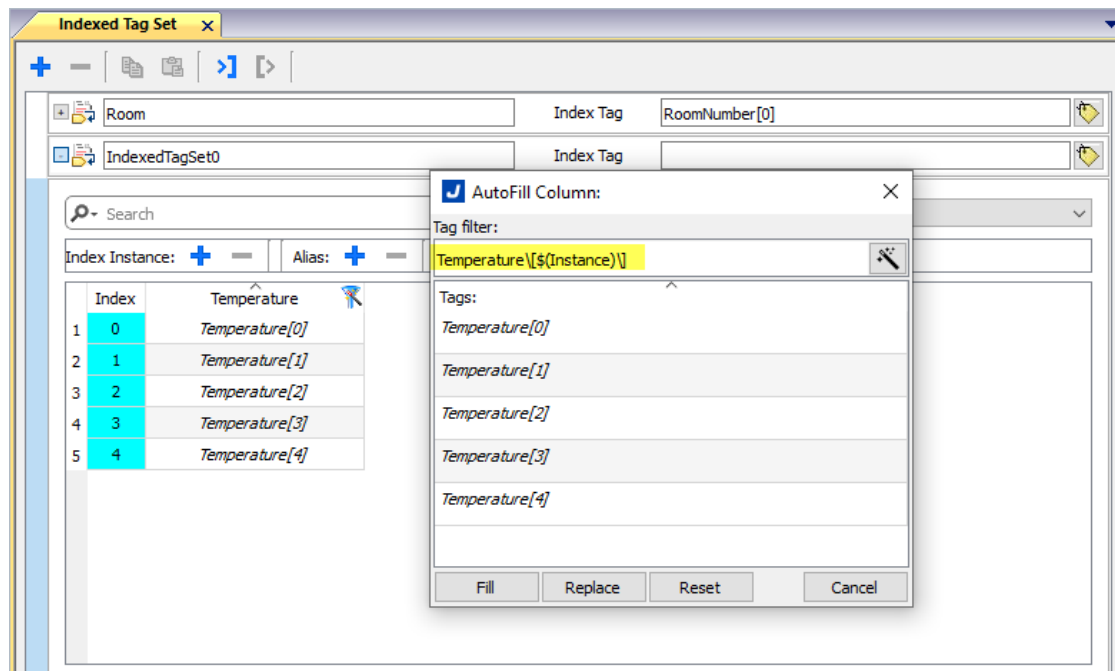 Indexed Tag Set
Room Index Tag RoomNumber[0]
IndexedTagSet0 Index Tag
AutoFill Column:
Search
Tag filter:
Index Instance: Alias:
Temperature\[$(Instance)\]
Index Temperature
Tags:
1 0 Temperature[0]
2 1 Temperature[1]
3 2 Temperature[2]
4 3 Temperature[3]
5 4 Temperature[4]
Temperature[0]
Temperature[1]
Temperature[2]
Temperature[3]
Temperature[4]
Fill Replace Reset Cancel